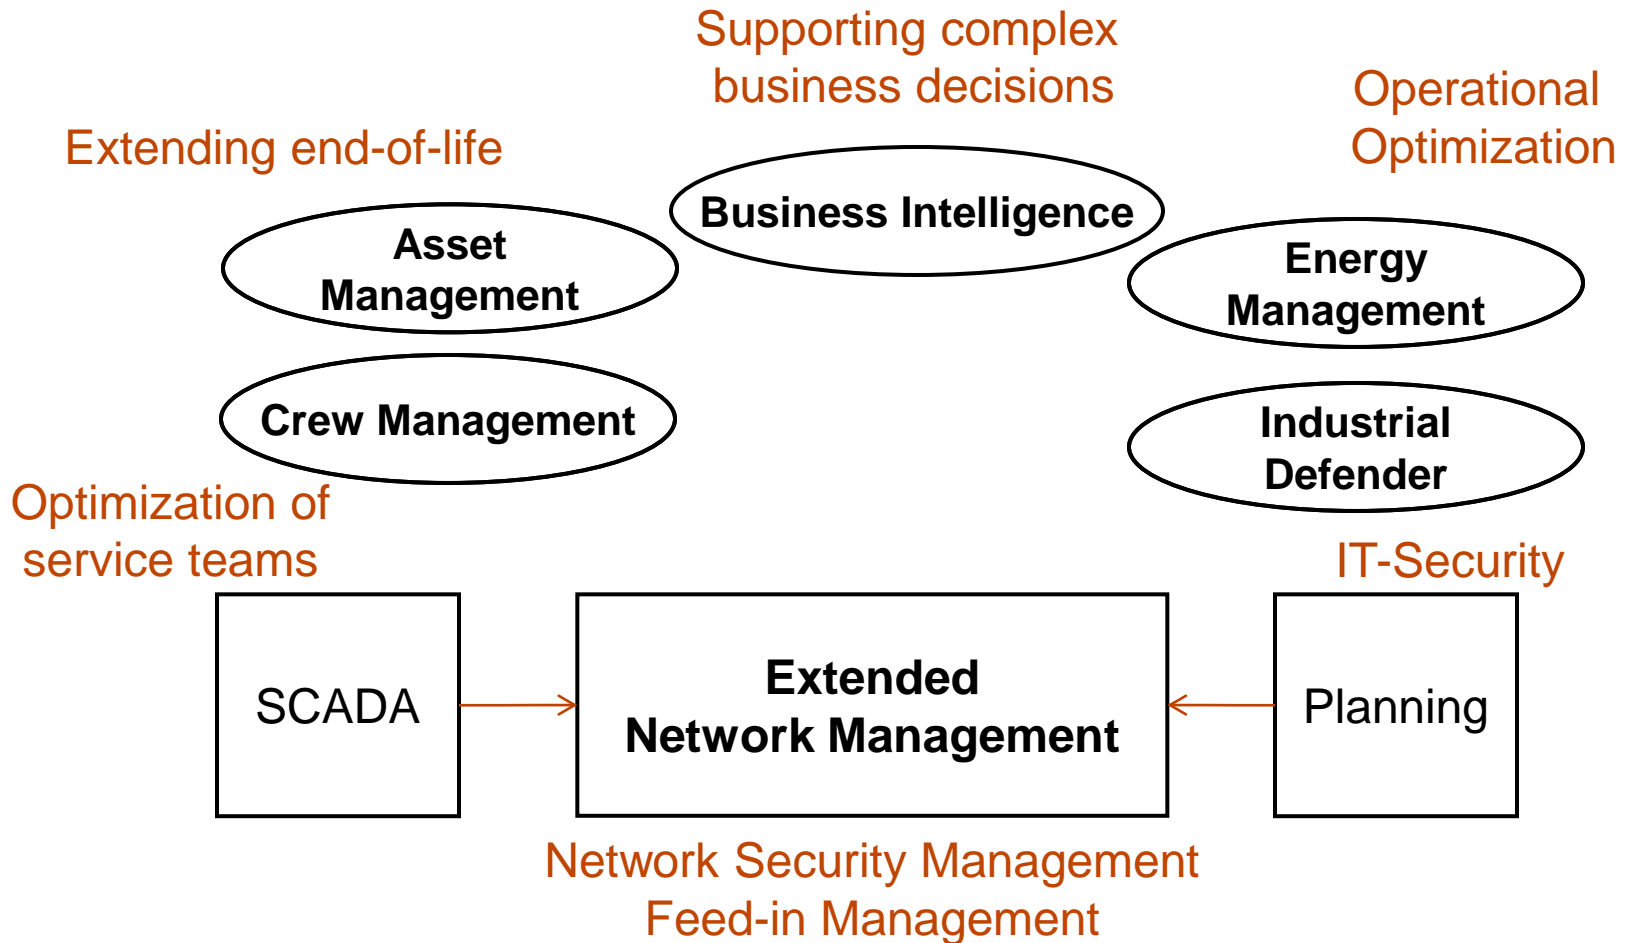 Supporting complex
business decisions
Operational
Optimization
Extending end-of-life
Business Intelligence
Asset
Management
Energy
Management
Crew Management
Industrial
Defender
Optimization of
service teams
IT-Security
SCADA
Extended
Network Management
Planning
Network Security Management
Feed-in Management